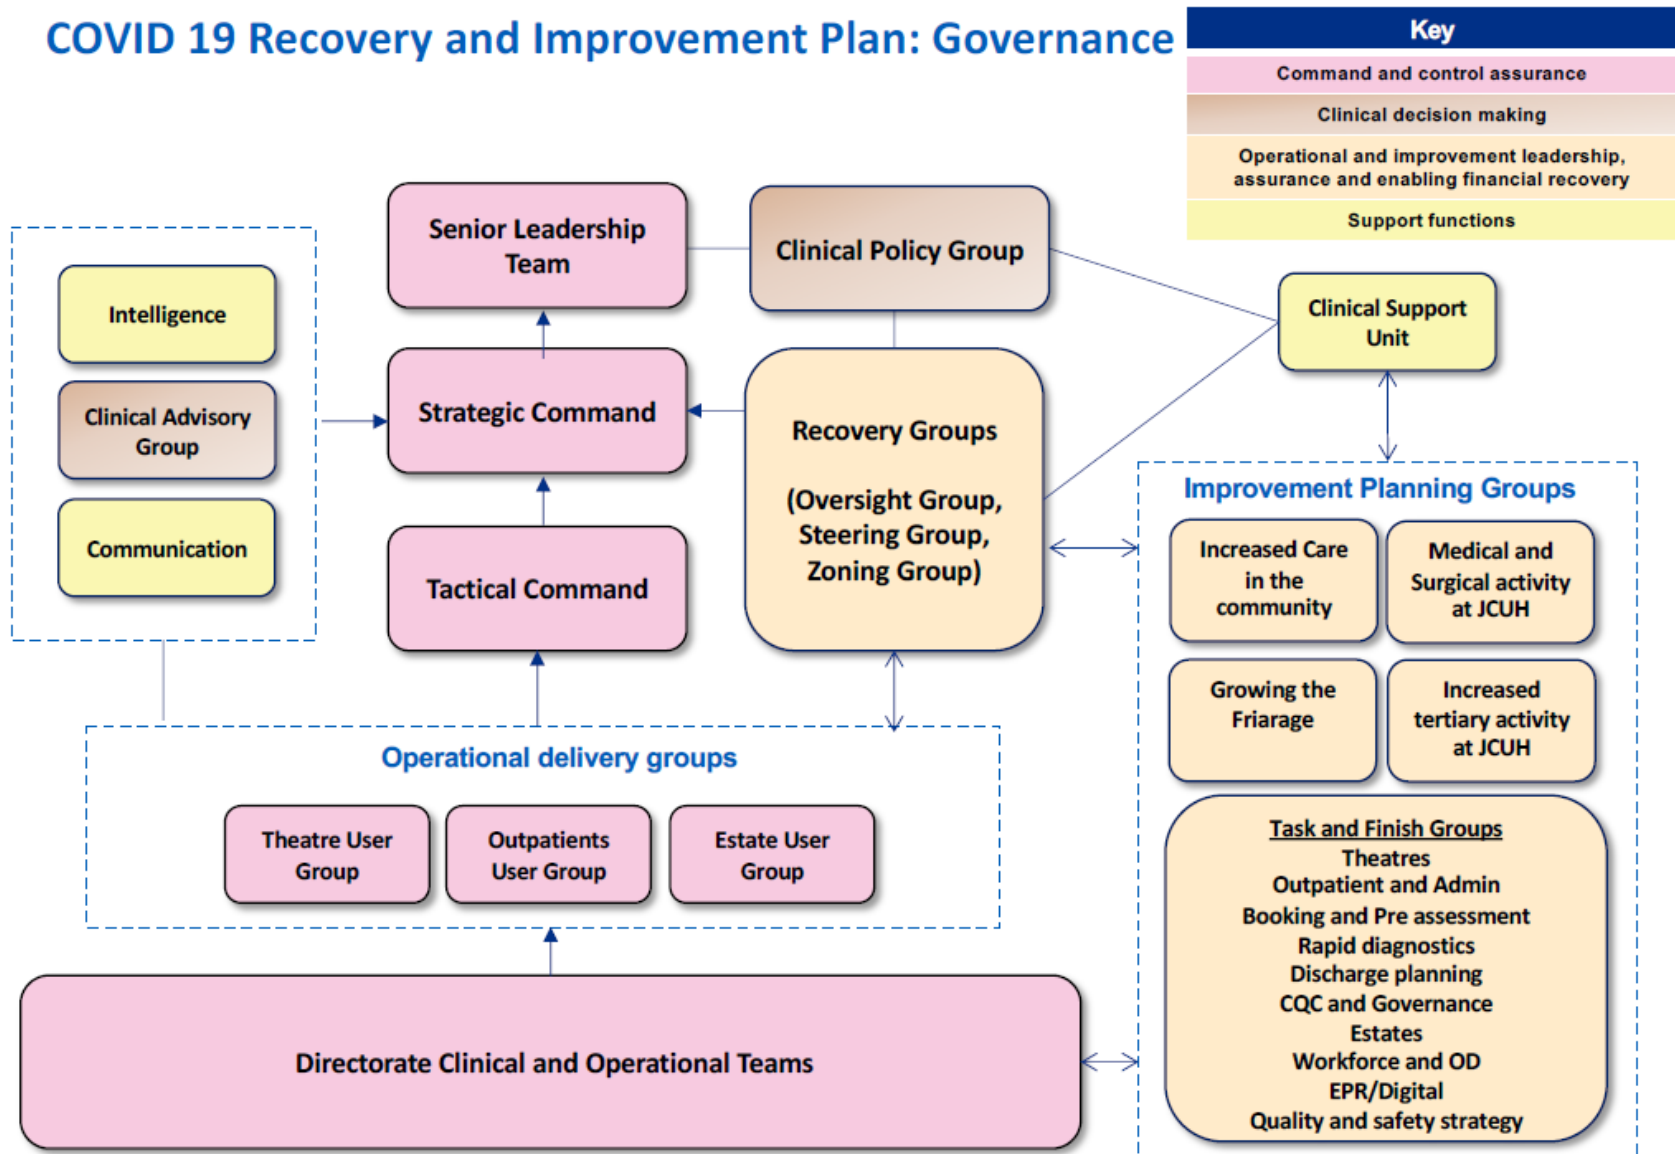 COVID 19 Recovery and Improvement Plan: Governance
Key
Command and control assurance
Clinical decision making
Operational and improvement leadership,
assurance and enabling financial recovery
Support functions
Senior Leadership
Team
Clinical Policy Group
Intelligence
Clinical Advisory
Group
Communication
Strategic Command
Tactical Command
Recovery Groups
(Oversight Group,
Steering Group,
Zoning Group)
Clinical Support
Unit
Improvement Planning Groups
Increased Care
in the
community
Medical and
Surgical activity
at JCUH
Growing the
Friarage
Increased
tertiary activity
at JCUH
Task and Finish Groups
Theatres
Outpatient and Admin
Booking and Pre assessment
Rapid diagnostics
Discharge planning
CQC and Governance
Estates
Workforce and OD
EPR/Digital
Quality and safety strategy
Operational delivery groups
Theatre User
Group
Outpatients
User Group
Estate User
Group
Directorate Clinical and Operational Teams